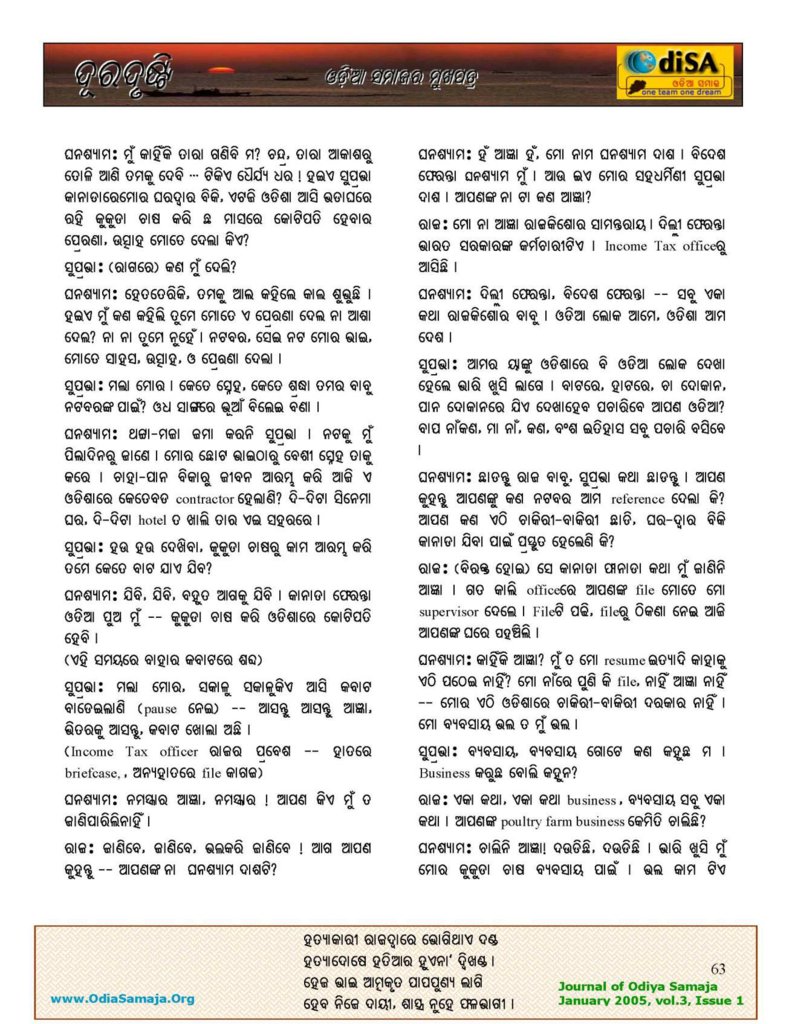 ଦୂରଦୃଷ୍ଟି
ଓଡ଼ିଆ ସମାଜର ମୁଖପତ୍ର
OdiSA
ଓଡିଆ ସମାଜ
one team one dream
ଘନଶ୍ୟାମ: ମୁଁ କାହିଁକି ତାରା ଗଣିବି ମ? ଚନ୍ଦ୍ର, ତାରା ଆକାଶରୁ
ତୋଳି ଆଣି ତମକୁ ଦେବି ... ଟିକିଏ ଧୈର୍ଯ୍ୟ ଧର ! ହଇଏ ସୁପ୍ରଭା
କାନାଡାରେମୋର ଘରଦ୍ୱାର ବିକି, ଏଟକି ଓଡିଶା ଆସି ଭଡାଘରେ
ରହି କୁକୁଡା ଚାଷ କରି ଛ ମାସରେ କୋଟିପତି ହେବାର
ପ୍ରେରଣା, ଉତ୍ସାହ ମୋତେ ଦେଲା କିଏ?
ସୁପ୍ରଭା: (ରାଗରେ) କଣ ମୁଁ ଦେଲି?
ଘନଶ୍ୟାମ: ହେତତେରିକି, ତମକୁ ଆଲ କହିଲେ କାଲ ଶୁଭୁଛି ।
ହଇଏ ମୁଁ କଣ କହିଲି ତୁମେ ମୋତେ ଏ ପ୍ରେରଣା ଦେଲ ନା ଆଶା
ଦେଲ? ନା ନା ତୁମେ ନୁହେଁ । ନଟବର, ସେଇ ନଟ ମୋର ଭାଇ,
ମୋତେ ସାହସ, ଉତ୍ସାହ, ଓ ପ୍ରେରଣା ଦେଲା ।
ସୁପ୍ରଭା: ମଲା ମୋର । କେତେ ସ୍ନେହ, କେତେ ଶ୍ରଦ୍ଧା ତମର ବାବୁ
ନଟବରଙ୍କ ପାଇଁ? ଓଧ ସାଙ୍ଗରେ ଭୂଆଁ ବିଲେଇ ବଣା ।
ଘନଶ୍ୟାମ: ଥଟ୍ଟା-ମଜା ଜମା କରନି ସୁପ୍ରଭା । ନଟକୁ ମୁଁ
ପିଲାଦିନରୁ ଜାଣେ । ମୋର ଛୋଟ ଭାଇଠାରୁ ବେଶୀ ସ୍ନେହ ତାକୁ
କରେ । ଚାହା-ପାନ ବିକାରୁ ଜୀବନ ଆରମ୍ଭ କରି ଆଜି ଏ
ଓଡିଶାରେ କେତେବଡ contractor ହେଲାଣି? ଦି-ଦିଟା ସିନେମା
ଘର, ଦି-ଦିଟା hotel ତ ଖାଲି ତାର ଏଇ ସହରରେ ।
ସୁପ୍ରଭା: ହଉ ହଉ ଦେଖିବା, କୁକୁଡା ଚାଷରୁ କାମ ଆରମ୍ଭ କରି
ତମେ କେତେ ବାଟ ଯାଏ ଯିବ?
ଘନଶ୍ୟାମ: ଯିବି, ଯିବି, ବହୁତ ଆଗକୁ ଯିବି । କାନାଡା ଫେରନ୍ତା
ଓଡିଆ ପୁଅ ମୁଁ -- କୁକୁଡା ଚାଷ କରି ଓଡିଶାରେ କୋଟିପତି
ହେବି ।
(ଏହି ସମୟରେ ବାହାର କବାଟରେ ଶବ୍ଦ)
ସୁପ୍ରଭା: ମଲା ମୋର, ସକାଳୁ ସକାଳୁକିଏ ଆସି କବାଟ
ବାଡେଇଲାଣି (pause ନେଇ) -- ଆସନ୍ତୁ ଆସନ୍ତୁ ଆଜ୍ଞା,
ଭିତରକୁ ଆସନ୍ତୁ, କବାଟ ଖୋଲା ଅଛି ।
(Income Tax officer ରାଜର ପ୍ରବେଶ -- ହାତରେ
briefcase, , ଅନ୍ୟହାତରେ file କାଗଜ)
ଘନଶ୍ୟାମ: ନମସ୍କାର ଆଜ୍ଞା, ନମସ୍କାର ! ଆପଣ କିଏ ମୁଁ ତ
ଜାଣିପାରିଲିନାହିଁ ।
ରାଜ: ଜାଣିବେ, ଜାଣିବେ, ଭଲକରି ଜାଣିବେ ! ଆଗ ଆପଣ
କୁହନ୍ତୁ -- ଆପଣଙ୍କ ନା ଘନଶ୍ୟାମ ଦାଶଟି?
ଘନଶ୍ୟାମ: ହଁ ଆଜ୍ଞା ହଁ, ମୋ ନାମ ଘନଶ୍ୟାମ ଦାଶ । ବିଦେଶ
ଫେରନ୍ତା ଘନଶ୍ୟାମ ମୁଁ । ଆଉ ଇଏ ମୋର ସହଧର୍ମିଣୀ ସୁପ୍ରଭା
ଦାଶ । ଆପଣଙ୍କ ନା ଟା କଣ ଆଜ୍ଞା?
ରାଜ: ମୋ ନା ଆଜ୍ଞା ରାଜକିଶୋର ସାମନ୍ତରାୟ । ଦିଲ୍ଲୀ ଫେରନ୍ତା
ଭାରତ ସରକାରଙ୍କ କର୍ମଚାରୀଟିଏ । Income Tax officeରୁ
ଆସିଛି ।
ଘନଶ୍ୟାମ: ଦିଲ୍ଲୀ ଫେରନ୍ତା, ବିଦେଶ ଫେରନ୍ତା -- ସବୁ ଏକା
କଥା ରାଜକିଶୋର ବାବୁ । ଓଡିଆ ଲୋକ ଆମେ, ଓଡିଶା ଆମ
ଦେଶ ।
ସୁପ୍ରଭା: ଆମର ୟାଙ୍କୁ ଓଡିଶାରେ ବି ଓଡିଆ ଲୋକ ଦେଖା
ହେଲେ ଭାରି ଖୁସି ଲାଗେ । ବାଟରେ, ହାଟରେ, ଚା ଦୋକାନ,
ପାନ ଦୋକାନରେ ଯିଏ ଦେଖାହେବ ପଚାରିବେ ଆପଣ ଓଡିଆ?
ବାପ ନାଁକଣ, ମା ନାଁ, କଣ, ବଂଶ ଇତିହାସ ସବୁ ପଚାରି ବସିବେ
।
ଘନଶ୍ୟାମ: ଛାଡନ୍ତୁ ରାଜ ବାବୁ, ସୁପ୍ରଭା କଥା ଛାଡନ୍ତୁ । ଆପଣ
କୁହନ୍ତୁ ଆପଣଙ୍କୁ କଣ ନଟବର ଆମ reference ଦେଲା କି?
ଆପଣ କଣ ଏଠି ଚାକିରୀ-ବାକିରୀ ଛାଡି, ଘର-ଦ୍ୱାର ବିକି
କାନାଡା ଯିବା ପାଇଁ ପ୍ରସ୍ତୁତ ହେଲେଣି କି?
ରାଜ: (ବିରକ୍ତ ହୋଇ) ସେ କାନାଡା ଫାନାଡା କଥା ମୁଁ ଜାଣିନି
ଆଜ୍ଞା । ଗତ କାଲି officeରେ ଆପଣଙ୍କ file ମୋତେ ମୋ
supervisor ଦେଲେ । Fileଟି ପଢି, fileରୁ ଠିକଣା ନେଇ ଆଜି
ଆପଣଙ୍କ ଘରେ ପହଞ୍ଚିଲି ।
ଘନଶ୍ୟାମ: କାହିଁକି ଆଜ୍ଞା? ମୁଁ ତ ମୋ resume ଇତ୍ୟାଦି କାହାକୁ
ଏଠି ପଠେଇ ନାହିଁ? ମୋ ନାଁରେ ପୁଣି କି file, ନାହିଁ ଆଜ୍ଞା ନାହିଁ
-- ମୋର ଏଠି ଓଡିଶାରେ ଚାକିରୀ-ବାକିରୀ ଦରକାର ନାହିଁ ।
ମୋ ବ୍ୟବସାୟ ଭଲ ତ ମୁଁ ଭଲ ।
ସୁପ୍ରଭା: ବ୍ୟବସାୟ, ବ୍ୟବସାୟ ଗୋଟେ କଣ କହୁଛ ମ ।
Business କରୁଛ ବୋଲି କହୁନ?
ରାଜ: ଏକା କଥା, ଏକା କଥା business , ବ୍ୟବସାୟ ସବୁ ଏକା
କଥା । ଆପଣଙ୍କ poultry farm business କେମିତି ଚାଲିଛି?
ଘନଶ୍ୟାମ: ଚାଲିନି ଆଜ୍ଞା! ଦଉଡିଛି, ଦଉଡିଛି । ଭାରି ଖୁସି ମୁଁ
ମୋର କୁକୁଡା ଚାଷ ବ୍ୟବସାୟ ପାଇଁ । ଭଲ କାମ ଟିଏ
ହତ୍ୟାକାରୀ ରାଜଦ୍ୱାରେ ଭୋଗିଥାଏ ଦଣ୍ଡ
ହତ୍ୟାଦୋଷେ ହତିଆର ହୁଏନା' ଦ୍ୱିଖଣ୍ଡ ।
ହେଜ ଭାଇ ଆତ୍ମକୃତ ପାପପୁଣ୍ୟ ଲାଗି
ହେବ ନିଜେ ଦାୟୀ, ଶାସ୍ତ୍ର ନୁହେ ଫଳଭାଗୀ ।
63
www.OdiaSamaja.Org
Journal of Odiya Samaja
January 2005, vol.3, Issue 1